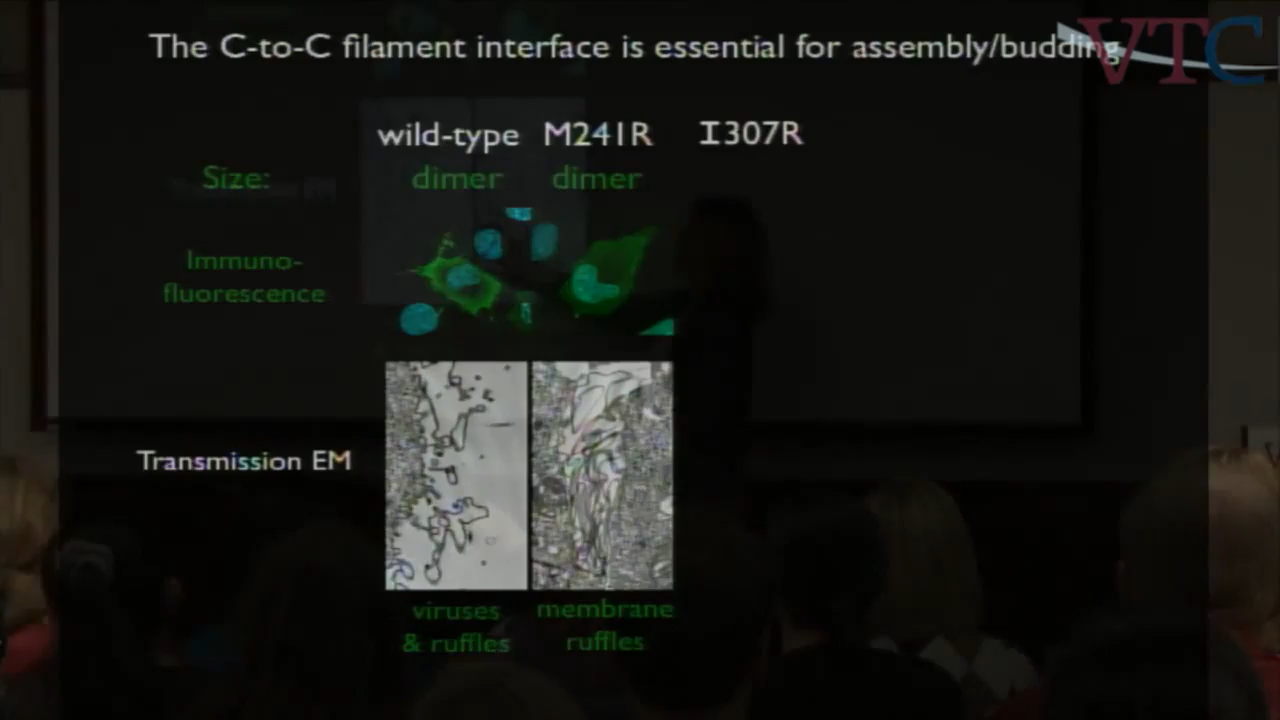 The C-to-C filament interface is essential for assembly/budding
VTC
wild-type M241R I307R
Size: dimer dimer
Immuno-
fluorescence
Transmission EM
viruses membrane
& ruffles ruffles